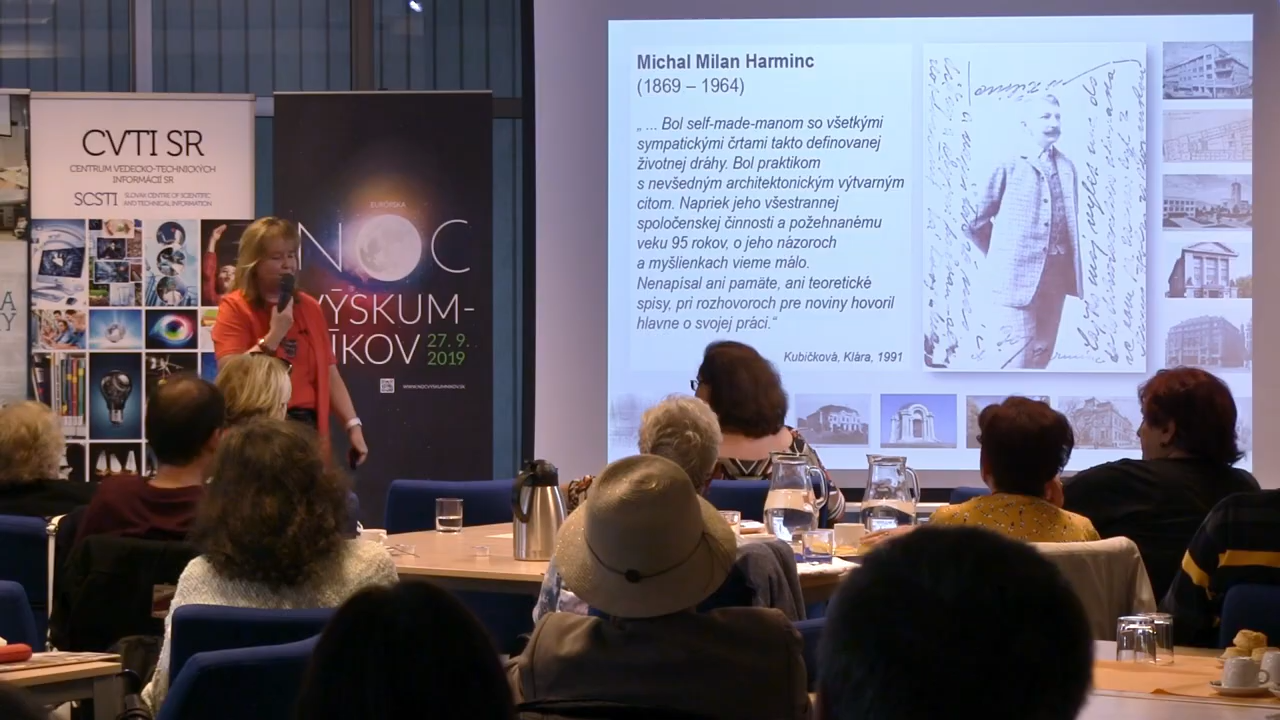 CVTI SR
CENTRUM VEDECKO-TECHNICKÝCH
INFORMÁCIÍ SR
SCSTI
SLOVAK CENTRE OF SCIENTIFIC
AND TECHNICAL INFORMATION
EURÓPSKA
NOC
VÝSKUM-
NÍKOV
27. 9.
2019
WWW.NOCVYSKUMNIKOV.SK
Michal Milan Harminc
(1869 – 1964)
„ ... Bol self-made-manom so všetkými
sympatickými črtami takto definovanej
životnej dráhy. Bol praktikom
s nevšedným architektonickým výtvarným
citom. Napriek jeho všestrannej
spoločenskej činnosti a požehnanému
veku 95 rokov, o jeho názoroch
a myšlienkach vieme málo.
Nenapísal ani pamäte, ani teoretické
spisy, pri rozhovoroch pre noviny hovoril
hlavne o svojej práci.“
Kubičková, Klára, 1991